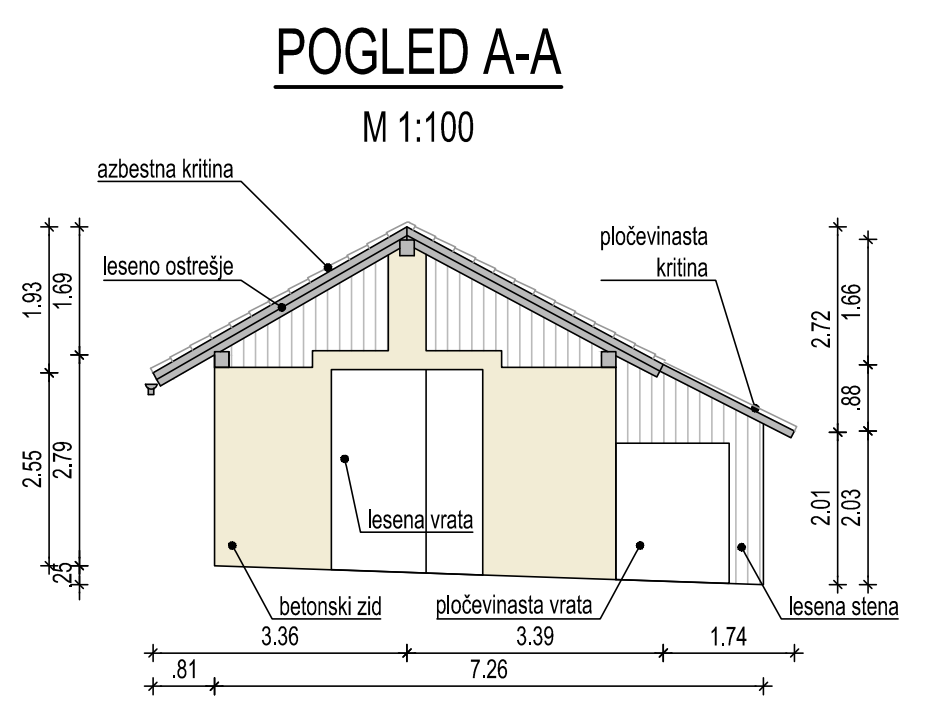 POGLED A-A
M 1:100
azbestna kritina
leseno ostrešje
pločevinasta
kritina
1.93
1.69
2.55
2.79
.25
2.72
1.66
.88
2.01
2.03
lesena vrata
betonski zid
pločevinasta vrata
lesena stena
3.36
3.39
1.74
.81
7.26